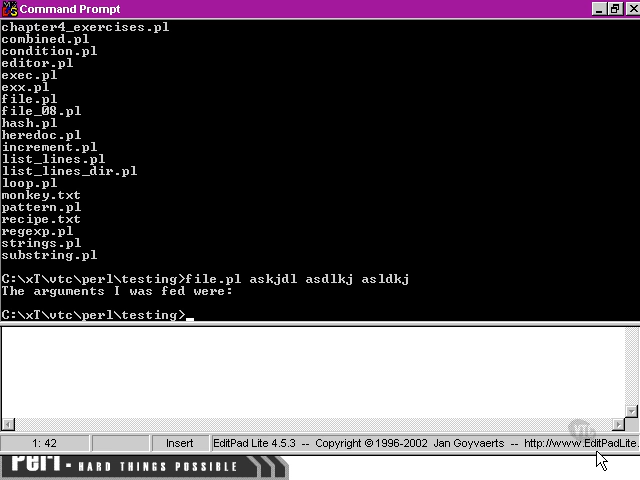 Command Prompt
chapter4_exercises.pl
combined.pl
condition.pl
editor.pl
exec.pl
exx.pl
file.pl
file_08.pl
hash.pl
heredoc.pl
increment.pl
list_lines.pl
list_lines_dir.pl
loop.pl
monkey.txt
pattern.pl
recipe.txt
regexp.pl
strings.pl
substring.pl
C:\xT\vtc\perl\testing>file.pl askjdl asdlkj asldkj
The arguments I was fed were:
C:\xT\vtc\perl\testing>_
1: 42 Insert EditPad Lite 4.5.3 -- Copyright © 1996-2002 Jan Goyvaerts -- http://www.EditPadLite.
Perl - HARD THINGS POSSIBLE